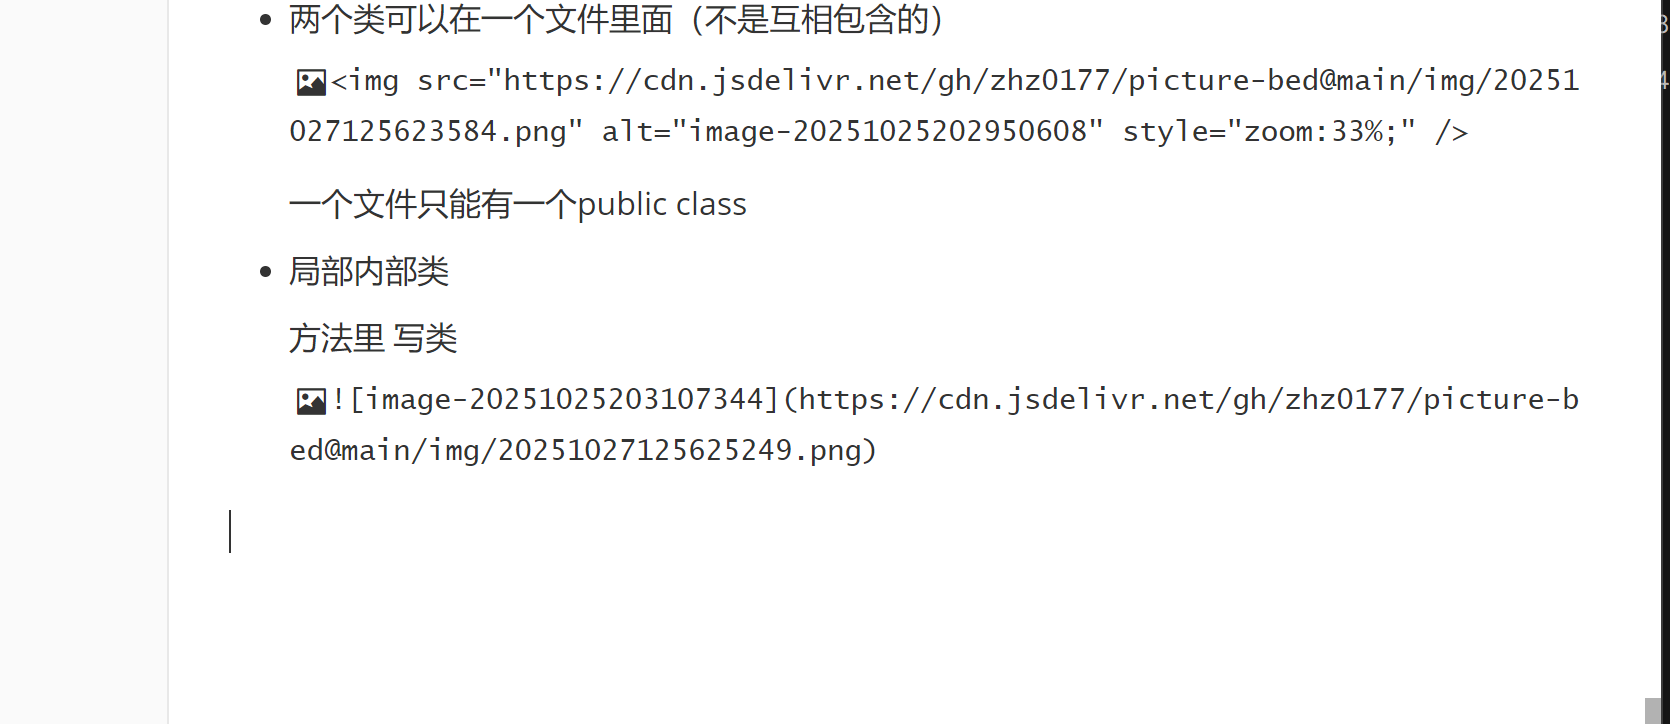 两个类可以在一个文件里面（不是互相包含的）
<img src="https://cdn.jsdelivr.net/gh/zhz0177/picture-bed@main/img/20251
027125623584.png" alt="image-20251025202950608" style="zoom:33%;" />
一个文件只能有一个public class
局部内部类
方法里 写类
![image-20251025203107344](https://cdn.jsdelivr.net/gh/zhz0177/picture-b
ed@main/img/20251027125625249.png)